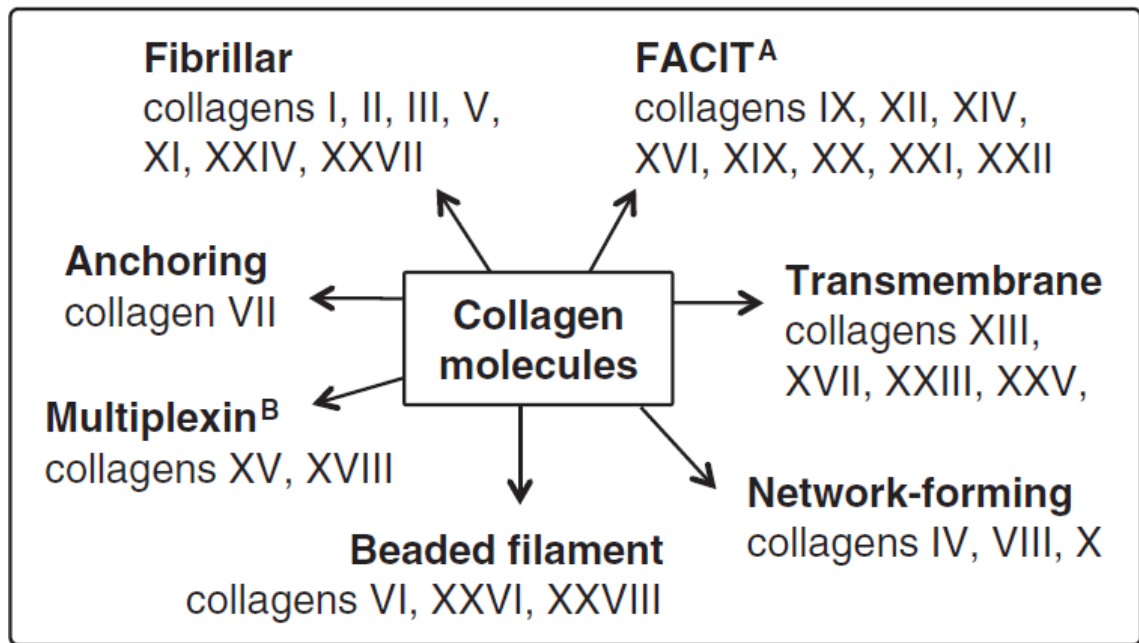 Fibrillar
collagens I, II, III, V,
XI, XXIV, XXVII
FACITA
collagens IX, XII, XIV,
XVI, XIX, XX, XXI, XXII
Anchoring
collagen VII
Collagen
molecules
Transmembrane
collagens XIII,
XVII, XXIII, XXV,
MultiplexinB
collagens XV, XVIII
Network-forming
collagens IV, VIII, X
Beaded filament
collagens VI, XXVI, XXVIII